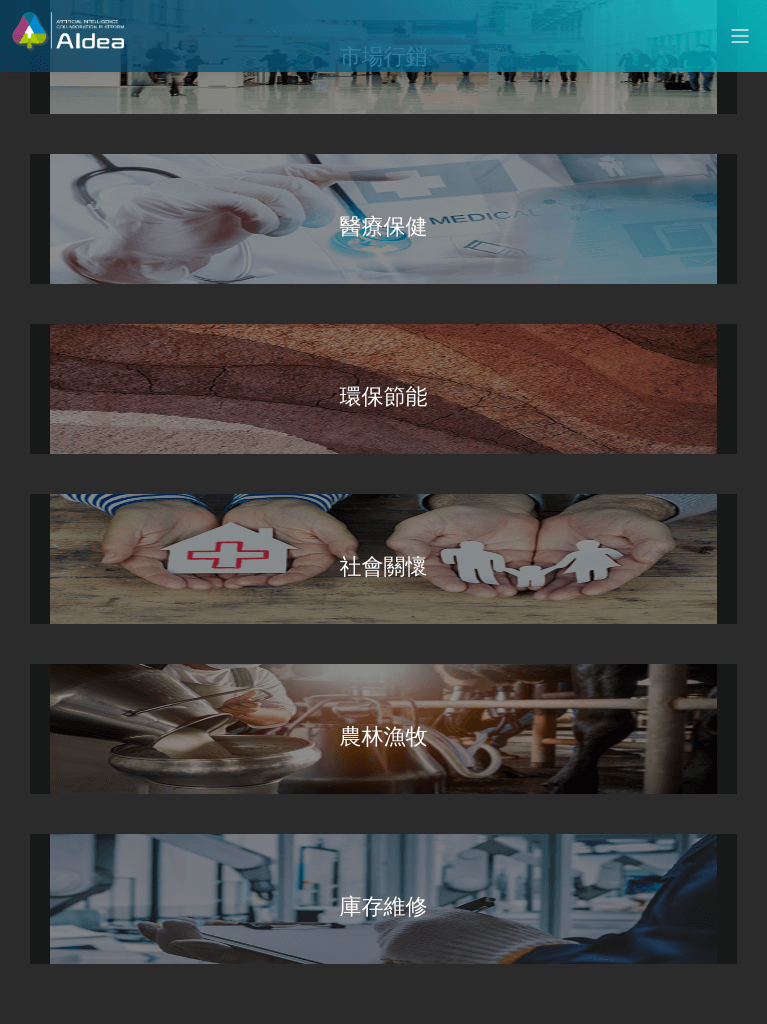 ARTIFICIAL INTELLIGENCE
COLLABORATION PLATFORM
AIdea
市場行銷
醫療保健
MEDICAL
環保節能
社會關懷
農林漁牧
庫存維修